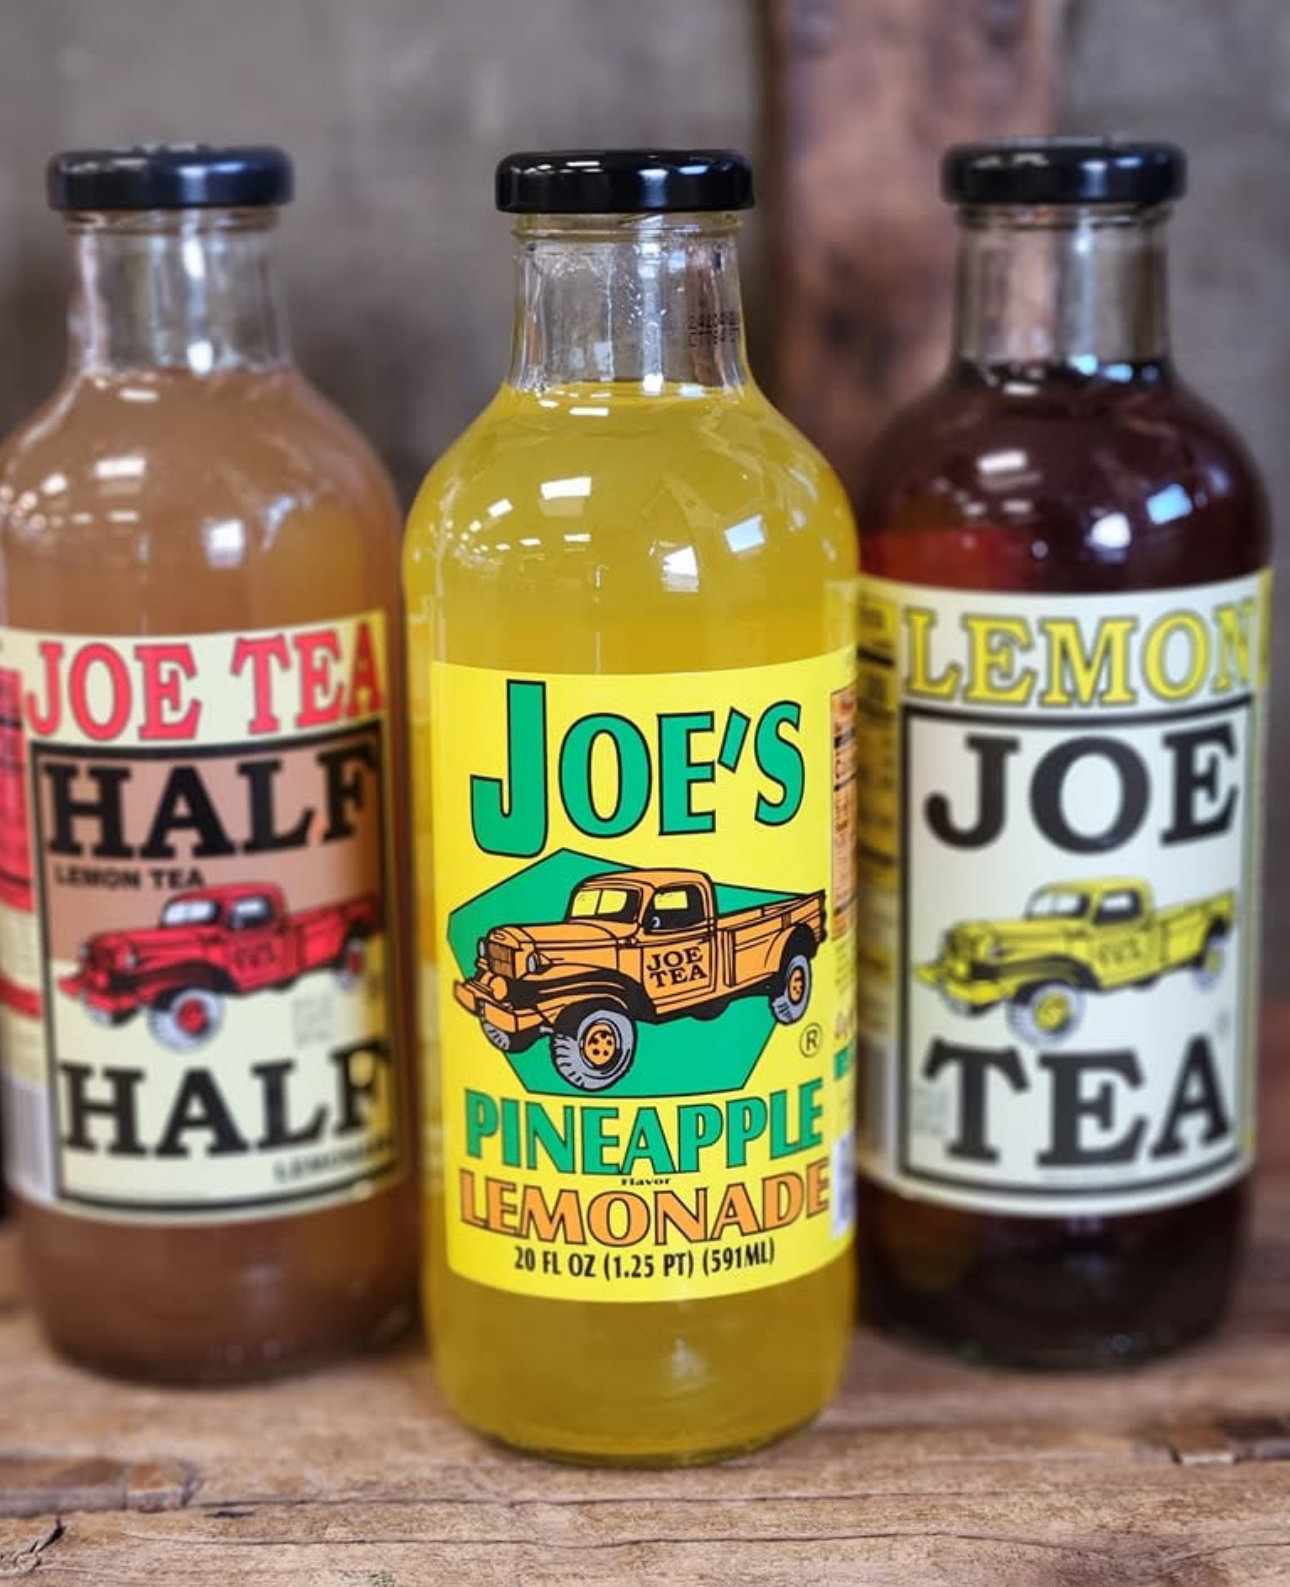 JOE TEA
HALF
LEMON TEA
HALF
JOE'S
JOE
TEA
®
PINEAPPLE
Flavor
LEMONADE
20 FL OZ (1.25 PT) (591ML)
LEMON
JOE
TEA